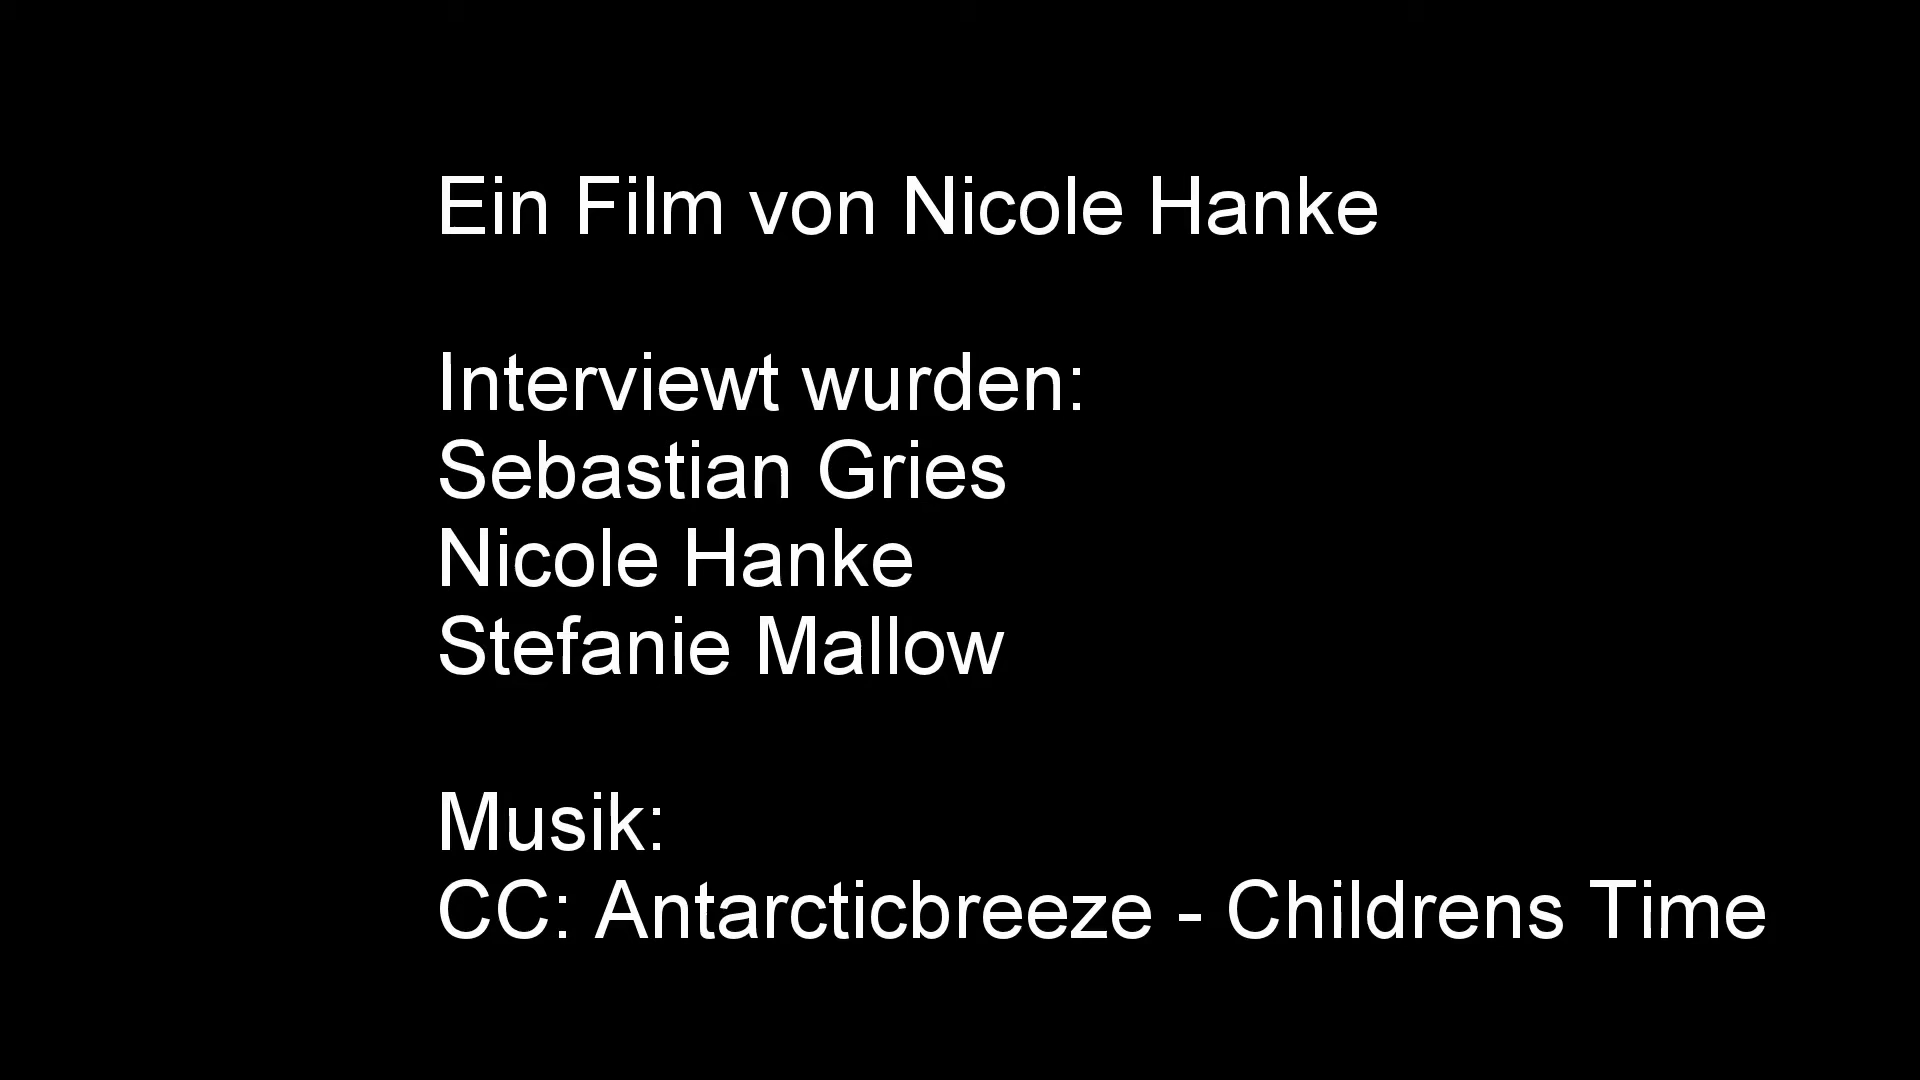 Ein Film von Nicole Hanke
Interviewt wurden:
Sebastian Gries
Nicole Hanke
Stefanie Mallow
Musik:
CC: Antarcticbreeze - Childrens Time